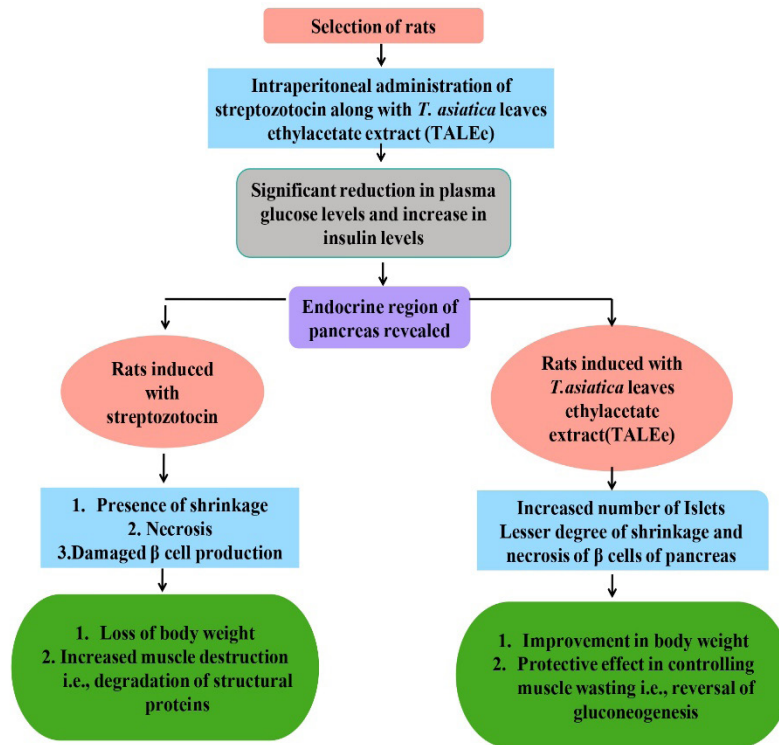 Selection of rats
Intraperitoneal administration of
streptozotocin along with T. asiatica leaves
ethylacetate extract (TALEe)
Significant reduction in plasma
glucose levels and increase in
insulin levels
Endocrine region of
pancreas revealed
Rats induced
with
streptozotocin
1. Presence of shrinkage
2. Necrosis
3.Damaged β cell production
1. Loss of body weight
2. Increased muscle destruction
i.e., degradation of structural
proteins
Rats induced with
T.asiatica leaves
ethylacetate
extract(TALEe)
Increased number of Islets
Lesser degree of shrinkage and
necrosis of β cells of pancreas
1. Improvement in body weight
2. Protective effect in controlling
muscle wasting i.e., reversal of
gluconeogenesis